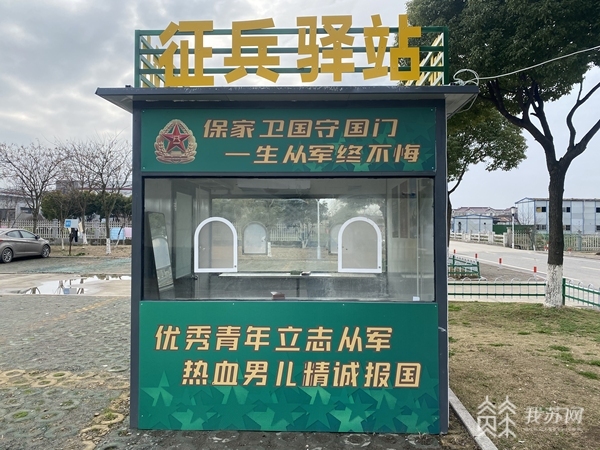 征兵驿站
保家卫国守国门
一生从军终不悔
优秀青年立志从军
热血男儿精诚报国
我苏网